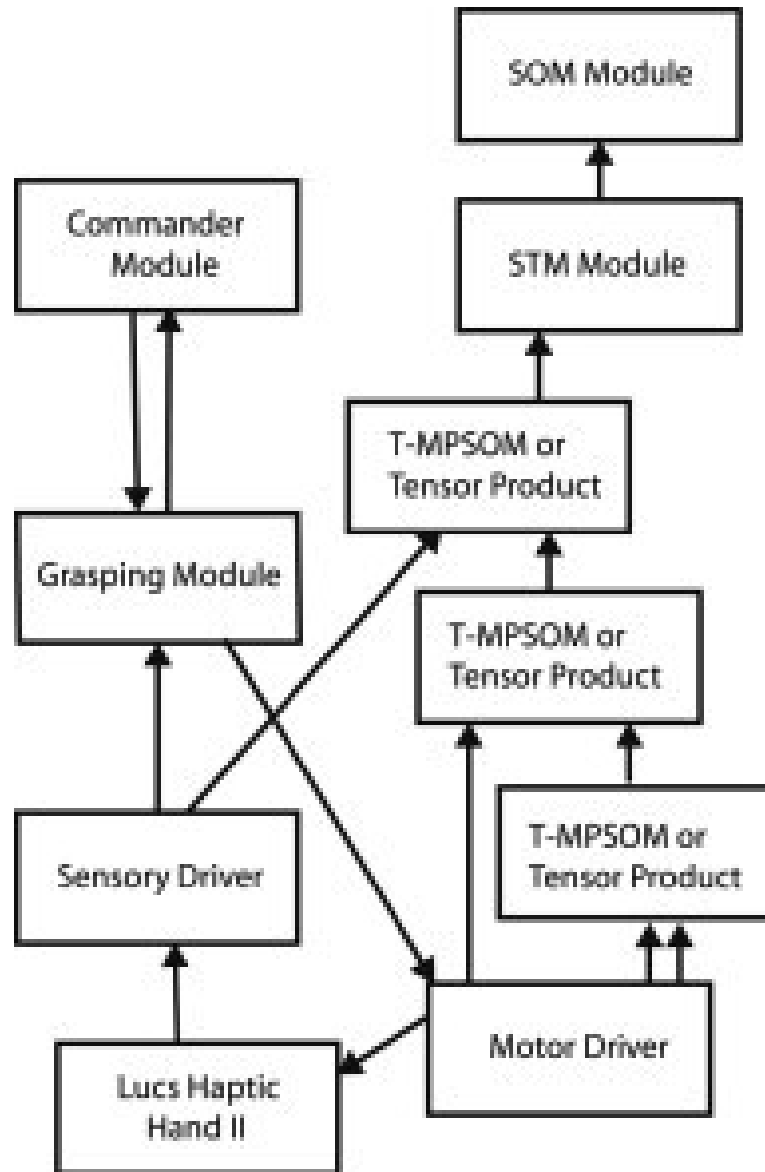 SOM Module
Commander
Module
STM Module
T-MPSOM or
Tensor Product
Grasping Module
T-MPSOM or
Tensor Product
Sensory Driver
T-MPSOM or
Tensor Product
Motor Driver
Lucs Haptic
Hand II